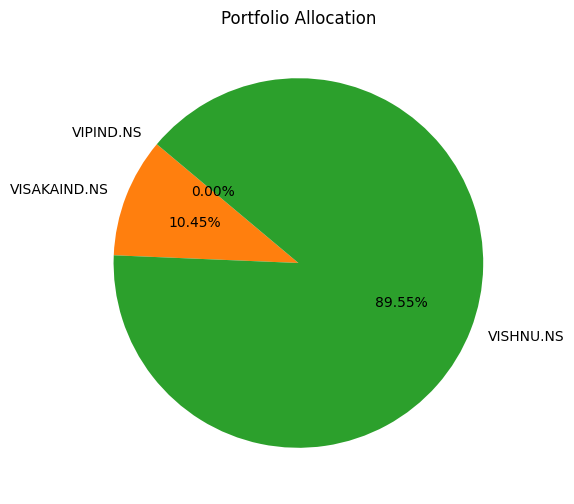 Portfolio Allocation
VIPIND.NS
VISAKAIND.NS
0.00%
10.45%
89.55%
VISHNU.NS